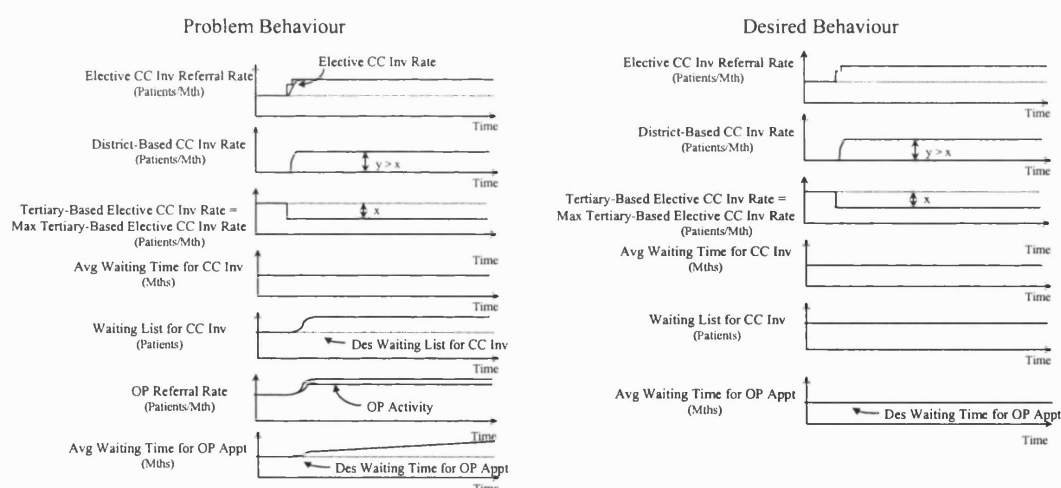 Problem Behaviour
Elective CC Inv Rate
Elective CC Inv Referral Rate
(Patients/Mth)
Time
District-Based CC Inv Rate
(Patients/Mth)
y > x
Time
Tertiary-Based Elective CC Inv Rate =
Max Tertiary-Based Elective CC Inv Rate
(Patients/Mth)
x
Time
Avg Waiting Time for CC Inv
(Mths)
Time
Waiting List for CC Inv
(Patients)
Des Waiting List for CC Inv
Time
OP Referral Rate
(Patients/Mth)
OP Activity
Time
Avg Waiting Time for OP Appt
(Mths)
Des Waiting Time for OP Appt
Time
Desired Behaviour
Elective CC Inv Referral Rate
(Patients/Mth)
Time
District-Based CC Inv Rate
(Patients/Mth)
y > x
Time
Tertiary-Based Elective CC Inv Rate =
Max Tertiary-Based Elective CC Inv Rate
(Patients/Mth)
x
Time
Avg Waiting Time for CC Inv
(Mths)
Time
Waiting List for CC Inv
(Patients)
Time
Avg Waiting Time for OP Appt
(Mths)
Des Waiting Time for OP Appt
Time